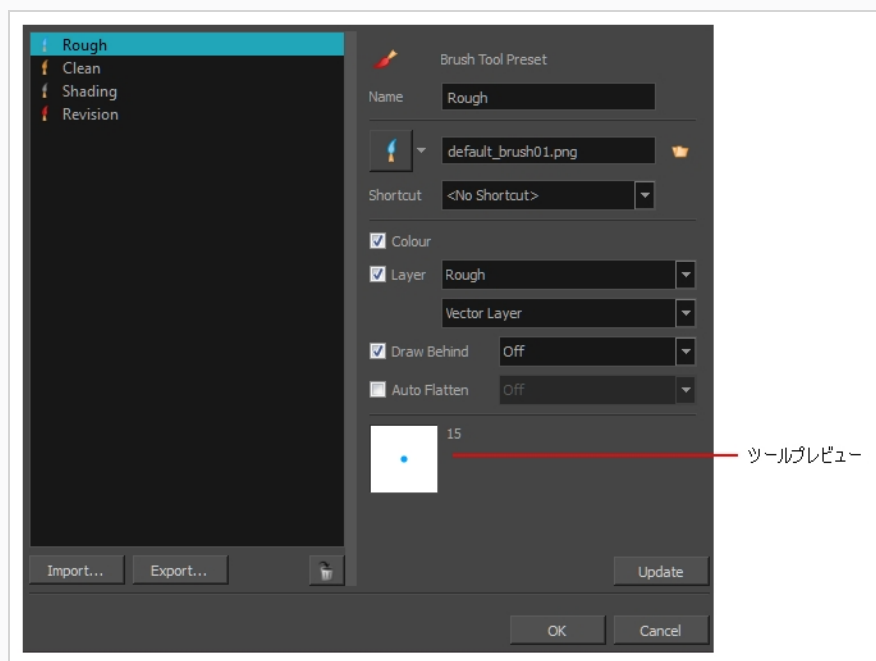 Rough
Clean
Shading
Revision
Import...
Export...
Brush Tool Preset
Name
Rough
default_brush01.png
Shortcut
<No Shortcut>
Colour
Layer
Rough
Vector Layer
Draw Behind
Off
Auto Flatten
Off
15
ツールプレビュー
Update
OK
Cancel